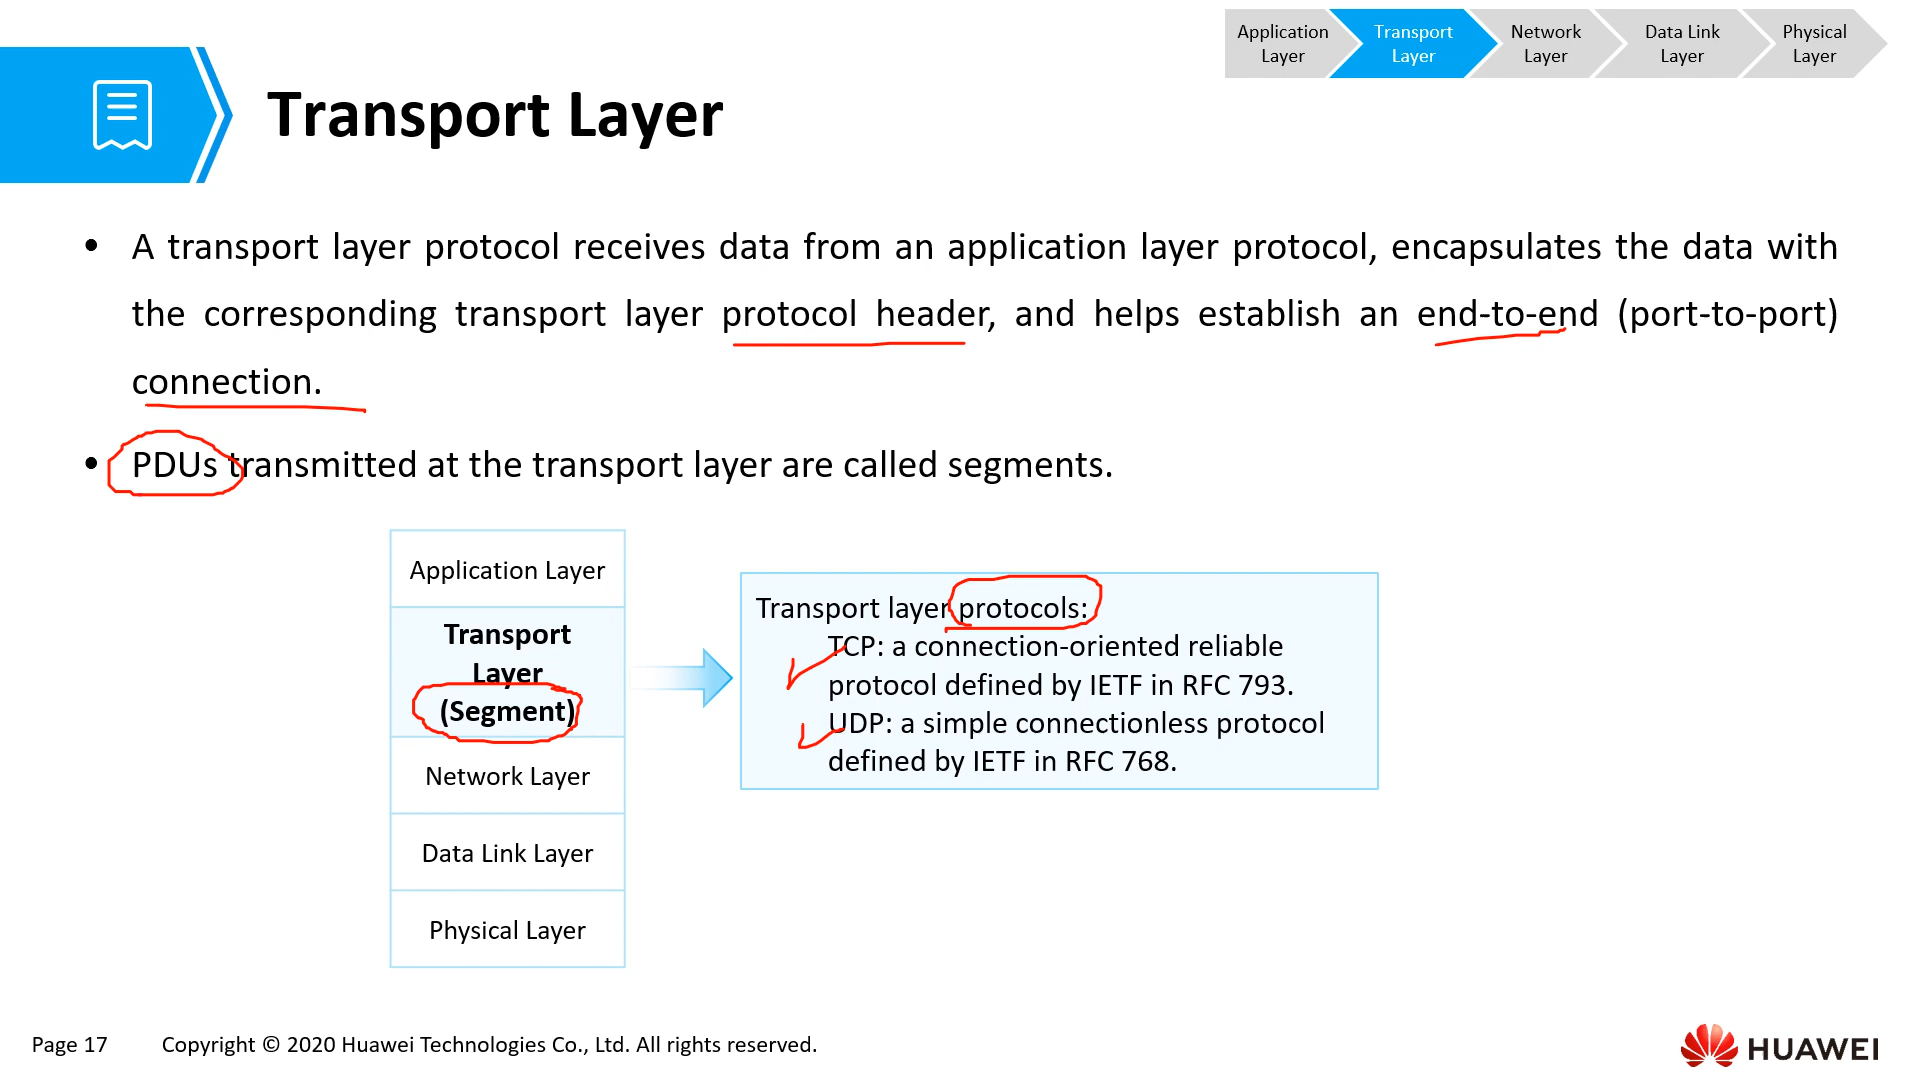 Application
Layer
Transport
Layer
Network
Layer
Data Link
Layer
Physical
Layer
Transport Layer
• A transport layer protocol receives data from an application layer protocol, encapsulates the data with
the corresponding transport layer protocol header, and helps establish an end-to-end (port-to-port)
connection.
• PDUs transmitted at the transport layer are called segments.
Application Layer
Transport
Layer
(Segment)
Network Layer
Data Link Layer
Physical Layer
Transport layer protocols:
TCP: a connection-oriented reliable
protocol defined by IETF in RFC 793.
UDP: a simple connectionless protocol
defined by IETF in RFC 768.
Page 17
Copyright © 2020 Huawei Technologies Co., Ltd. All rights reserved.
HUAWEI